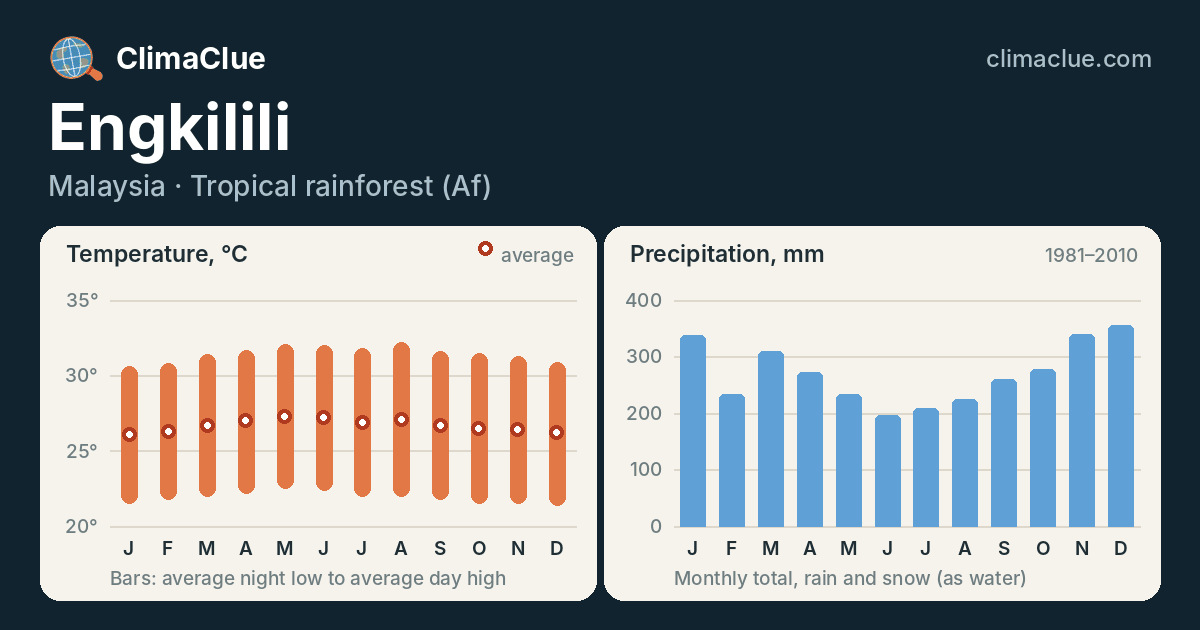 ClimaClue
climaclue.com
Engkilili
Malaysia · Tropical rainforest (Af)
Temperature, °C
average
35°
30°
25°
20°
J F M A M J J A S O N D
Bars: average night low to average day high
Precipitation, mm
1981–2010
400
300
200
100
0
J F M A M J J A S O N D
Monthly total, rain and snow (as water)